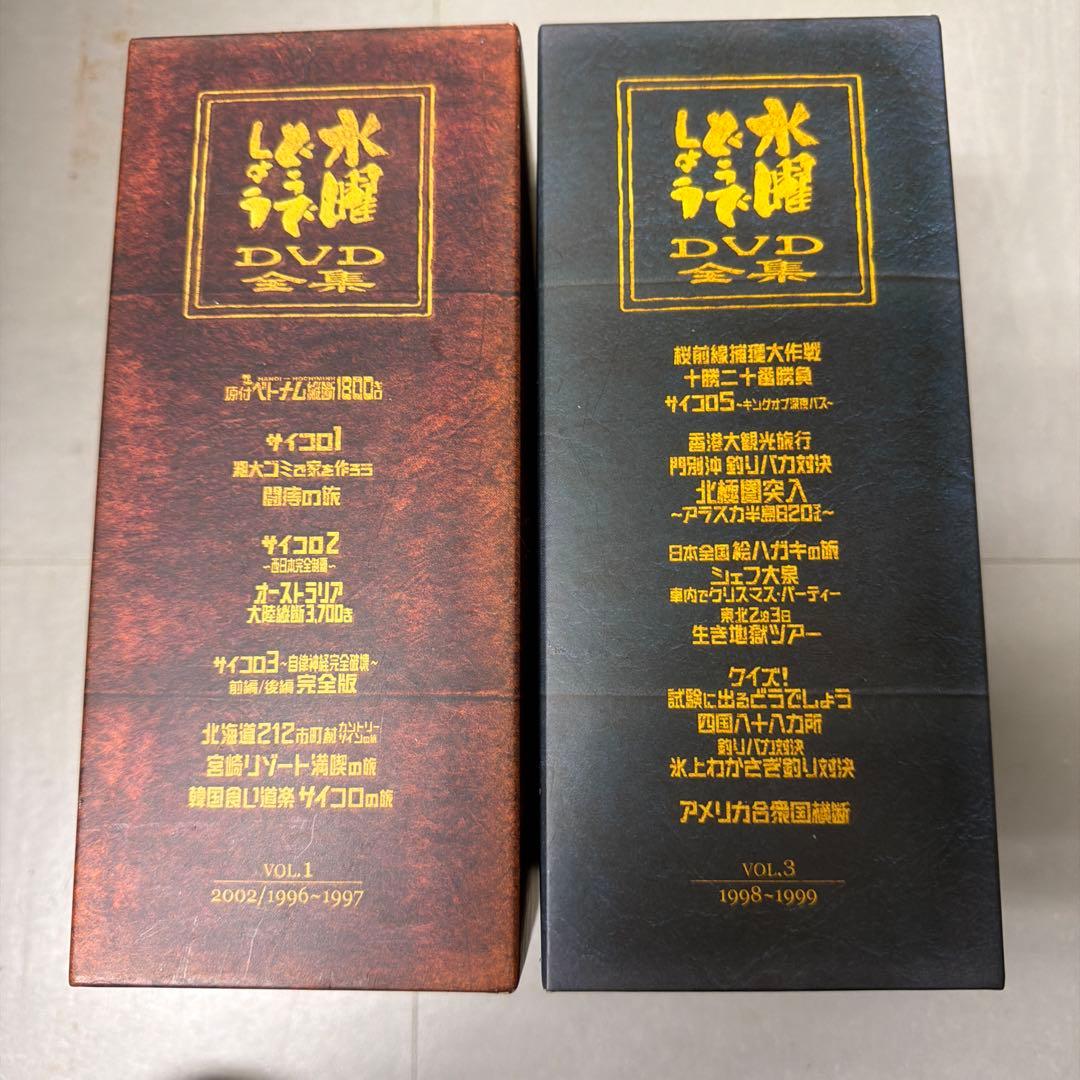 水曜
どうで
しょう
DVD
全集
HANOI → HOCHIMINH
原付ベトナム縦断1800キロ
サイコロ1
粗大ゴミで家を作ろう
闘痔の旅
サイコロ2
~西日本完全制覇~
オーストラリア
大陸縦断3,700キロ
サイコロ3~自律神経完全破壊~
前編/後編 完全版
北海道212市町村カントリーサインの旅
宮崎リゾート満喫の旅
韓国食い道楽サイコロの旅
VOL.1
2002/1996~1997
水曜
どうで
しょう
DVD
全集
桜前線捕獲大作戦
十勝二十番勝負
サイコロ5~キングオブ深夜バス~
香港大観光旅行
門別沖 釣りバカ対決
北極圏突入
~アラスカ半島620マイル~
日本全国 絵ハガキの旅
シェフ大泉
車内でクリスマス・パーティー
東北2泊3日
生き地獄ツアー
クイズ!
試験に出るどうでしょう
四国八十八カ所
釣りバカ対決
氷上わかさぎ釣り対決
アメリカ合衆国横断
VOL.3
1998~1999